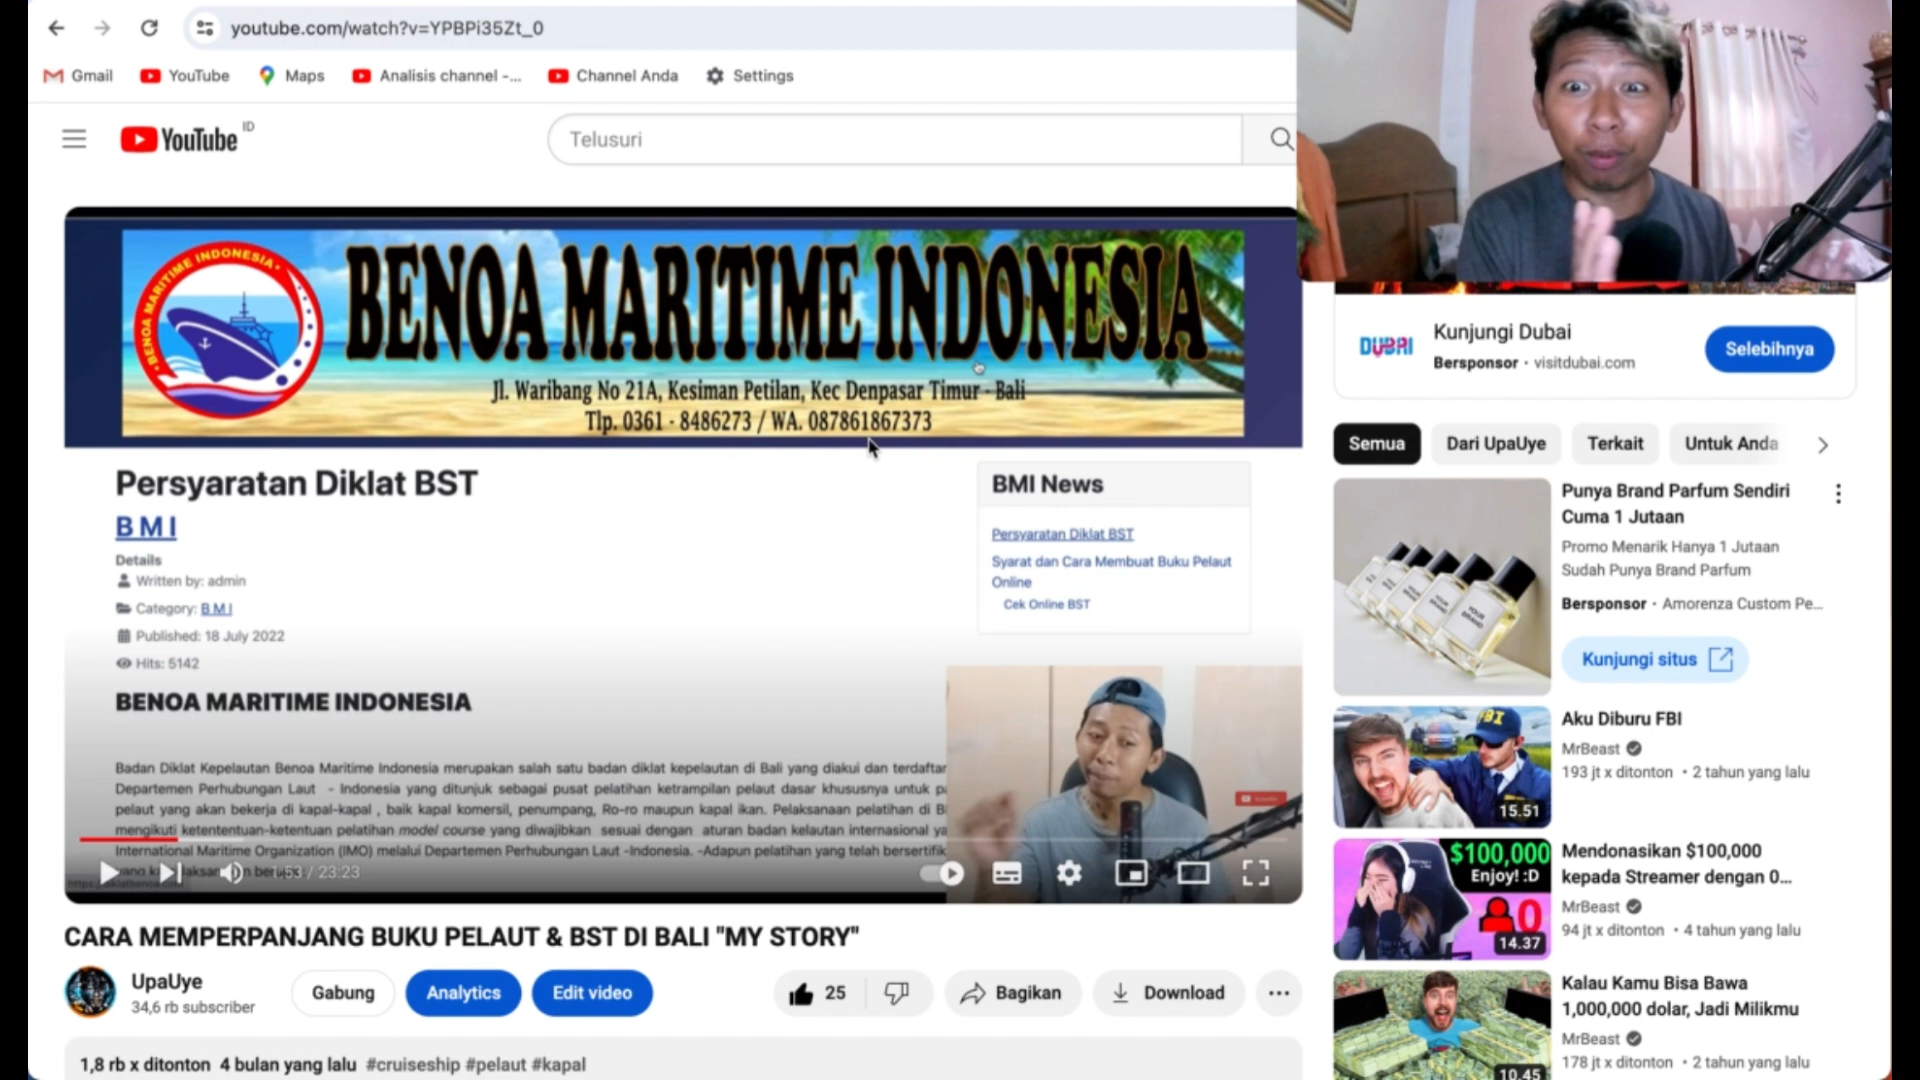 youtube.com/watch?v=YPBPi35Zt_0
Gmail
YouTube
Maps
Analisis channel -...
Channel Anda
Settings
YouTube ID
Telusuri
BENOA MARITIME INDONESIA
BENOA MARITIME INDONESIA
Jl. Waribang No 21A, Kesiman Petilan, Kec Denpasar Timur - Bali
Tlp. 0361 - 8486273 / WA. 087861867373
Persyaratan Diklat BST
B M I
Details
Written by: admin
Category: B M I
Published: 18 July 2022
Hits: 5142
BMI News
Persyaratan Diklat BST
Syarat dan Cara Membuat Buku Pelaut
Online
Cek Online BST
BENOA MARITIME INDONESIA
Badan Diklat Kepelautan Benoa Maritime Indonesia merupakan salah satu badan diklat kepelautan di Bali yang diakui dan terdaftar
Departemen Perhubungan Laut - Indonesia yang ditunjuk sebagai pusat pelatihan ketrampilan pelaut dasar khususnya untuk
pelaut yang akan bekerja di kapal-kapal , baik kapal komersil, penumpang, Ro-ro maupun kapal ikan. Pelaksanaan pelatihan di
mengikuti ketententuan-ketentuan pelatihan model course yang diwajibkan sesuai dengan aturan badan kelautan internasional
International Maritime Organization (IMO) melalui Departemen Perhubungan Laut -Indonesia. -Adapun pelatihan yang telah
1:53 / 23:23
CARA MEMPERPANJANG BUKU PELAUT & BST DI BALI "MY STORY"
UpaUye
34,6 rb subscriber
Gabung
Analytics
Edit video
25
Bagikan
Download
1,8 rb x ditonton 4 bulan yang lalu #cruiseship #pelaut #kapal
DUBAI
Kunjungi Dubai
Bersponsor · visitdubai.com
Selebihnya
Semua
Dari UpaUye
Terkait
Untuk Anda
YOUR BRAND
Punya Brand Parfum Sendiri
Cuma 1 Jutaan
Promo Menarik Hanya 1 Jutaan
Sudah Punya Brand Parfum
Bersponsor · Amorenza Custom Pe...
Kunjungi situs
FBI
15.51
Aku Diburu FBI
MrBeast
193 jt x ditonton • 2 tahun yang lalu
$100,000
Enjoy! :D
0
14.37
Mendonasikan $100,000
kepada Streamer dengan 0...
MrBeast
94 jt x ditonton • 4 tahun yang lalu
10.45
Kalau Kamu Bisa Bawa
1,000,000 dolar, Jadi Milikmu
MrBeast
178 jt x ditonton • 2 tahun yang lalu